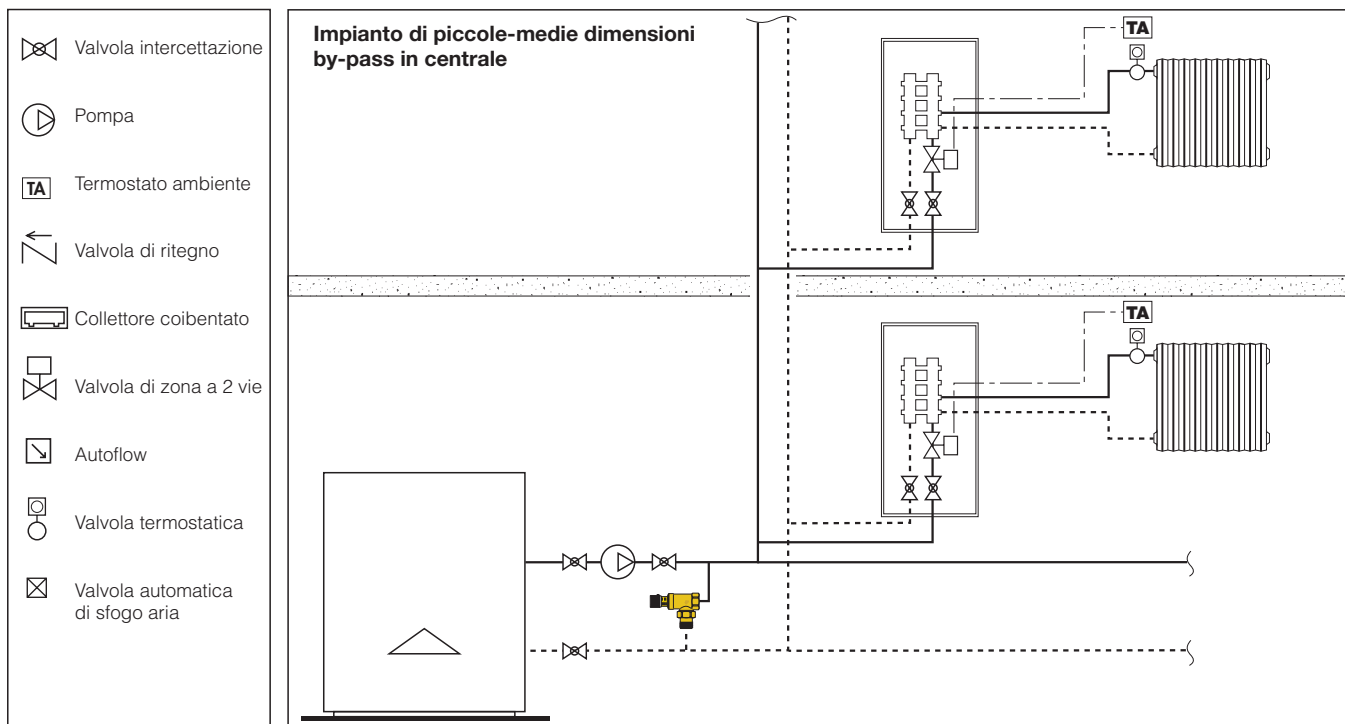 Valvola intercettazione
Pompa
TA Termostato ambiente
Valvola di ritegno
Collettore coibentato
Valvola di zona a 2 vie
Autoflow
Valvola termostatica
Valvola automatica
di sfogo aria
Impianto di piccole-medie dimensioni
by-pass in centrale
TA
TA